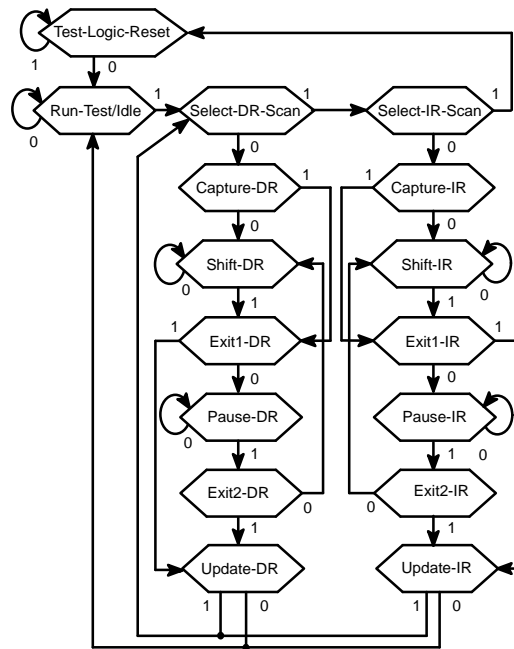 Test-Logic-Reset
1
0
Run-Test/Idle
1
Select-DR-Scan
1
Select-IR-Scan
1
0
0
0
Capture-DR
1
1
Capture-IR
0
0
Shift-DR
Shift-IR
0
0
1
1
1
Exit1-DR
Exit1-IR
1
0
0
Pause-DR
Pause-IR
0
0
1
1
Exit2-DR
0
0
Exit2-IR
1
1
Update-DR
Update-IR
1
0
1
0